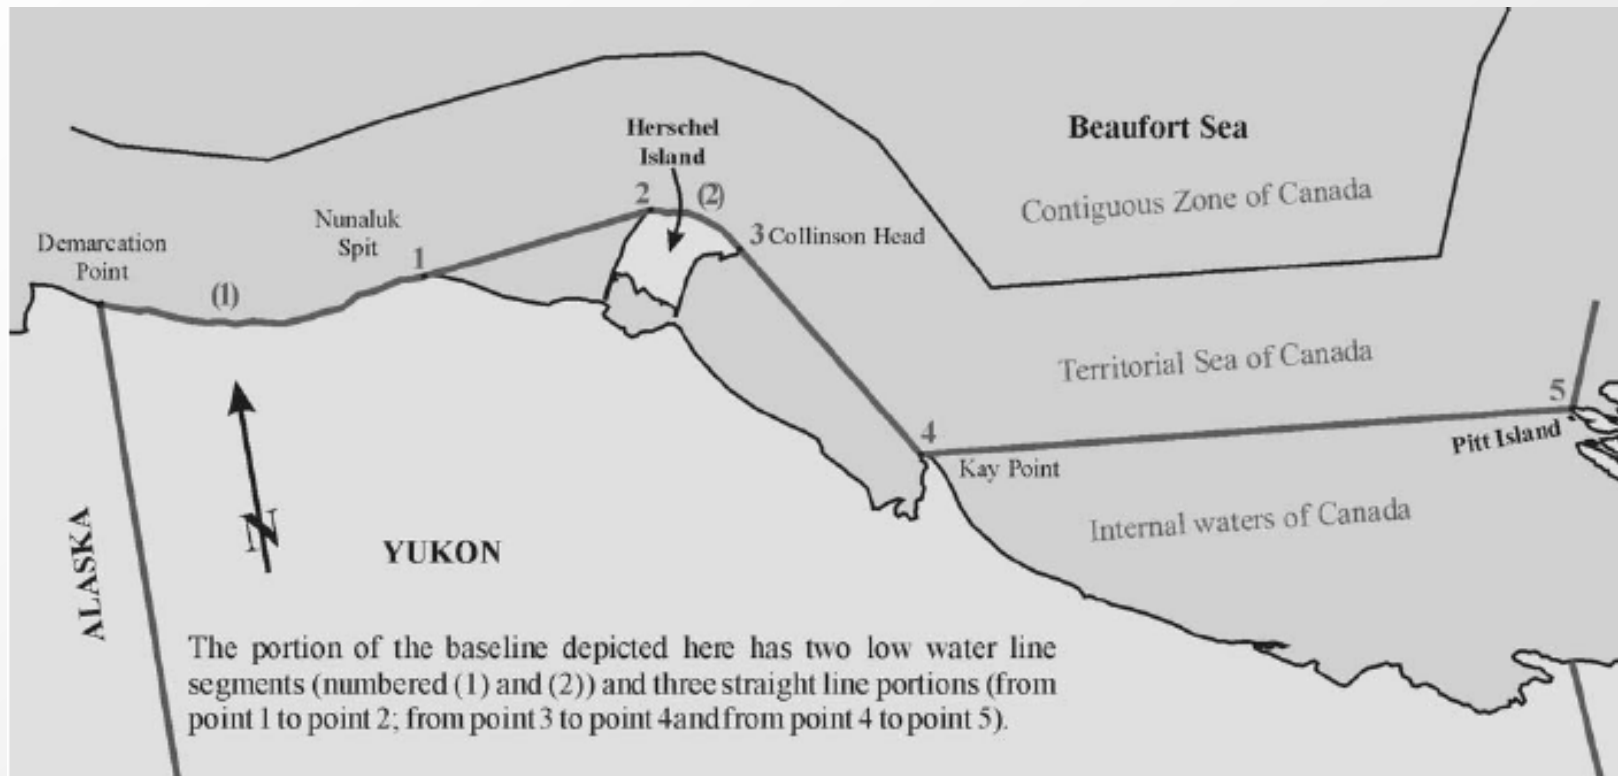 Beaufort Sea
Contiguous Zone of Canada
Herschel
Island
2
(2)
3 Collinson Head
Nunaluk
Spit
1
Demarcation
Point
(1)
Territorial Sea of Canada
5
Pitt Island
4
Kay Point
Internal waters of Canada
N
ALASKA
YUKON
The portion of the baseline depicted here has two low water line
segments (numbered (1) and (2)) and three straight line portions (from
point 1 to point 2; from point 3 to point 4andfrom point 4 to point 5).